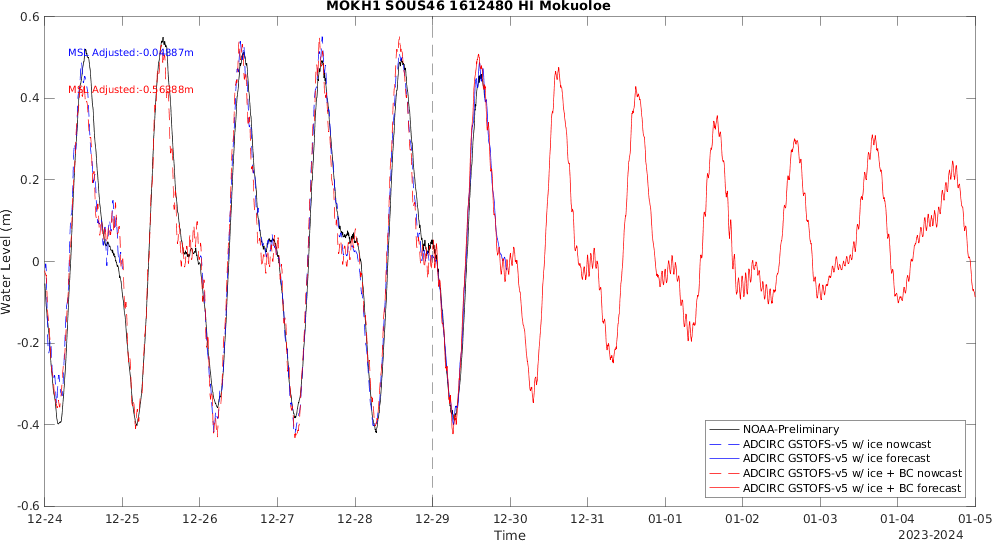 MOKH1 SOUS46 1612480 HI Mokuoloe
0.6
MSL Adjusted:-0.04887m
MSL Adjusted:-0.56888m
0.4
0.2
0
-0.2
-0.4
-0.6
Water Level (m)
NOAA-Preliminary
ADCIRC GSTOFS-v5 w/ ice nowcast
ADCIRC GSTOFS-v5 w/ ice forecast
ADCIRC GSTOFS-v5 w/ ice + BC nowcast
ADCIRC GSTOFS-v5 w/ ice + BC forecast
12-24 12-25 12-26 12-27 12-28 12-29 12-30 12-31 01-01 01-02 01-03 01-04 01-05
Time
2023-2024